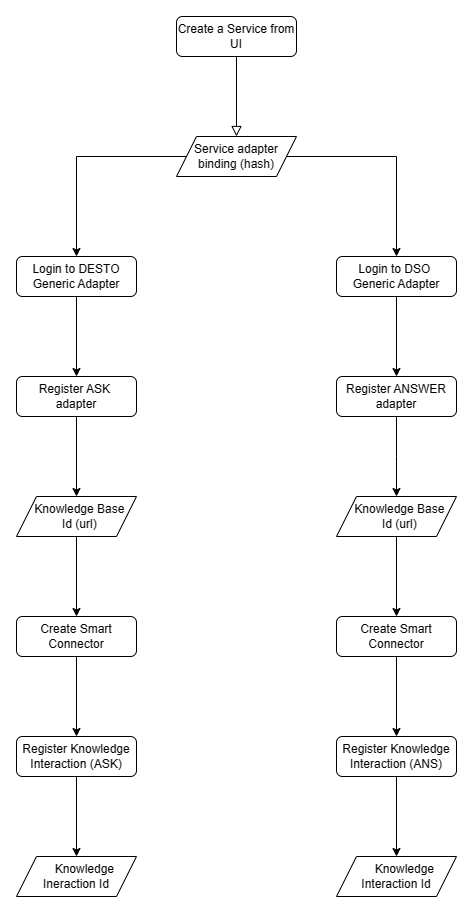 Create a Service from
UI
Service adapter
binding (hash)
Login to DESTO
Generic Adapter
Login to DSO
Generic Adapter
Register ASK
adapter
Register ANSWER
adapter
Knowledge Base
Id (url)
Knowledge Base
Id (url)
Create Smart
Connector
Create Smart
Connector
Register Knowledge
Interaction (ASK)
Register Knowledge
Interaction (ANS)
Knowledge
Ineraction Id
Knowledge
Interaction Id